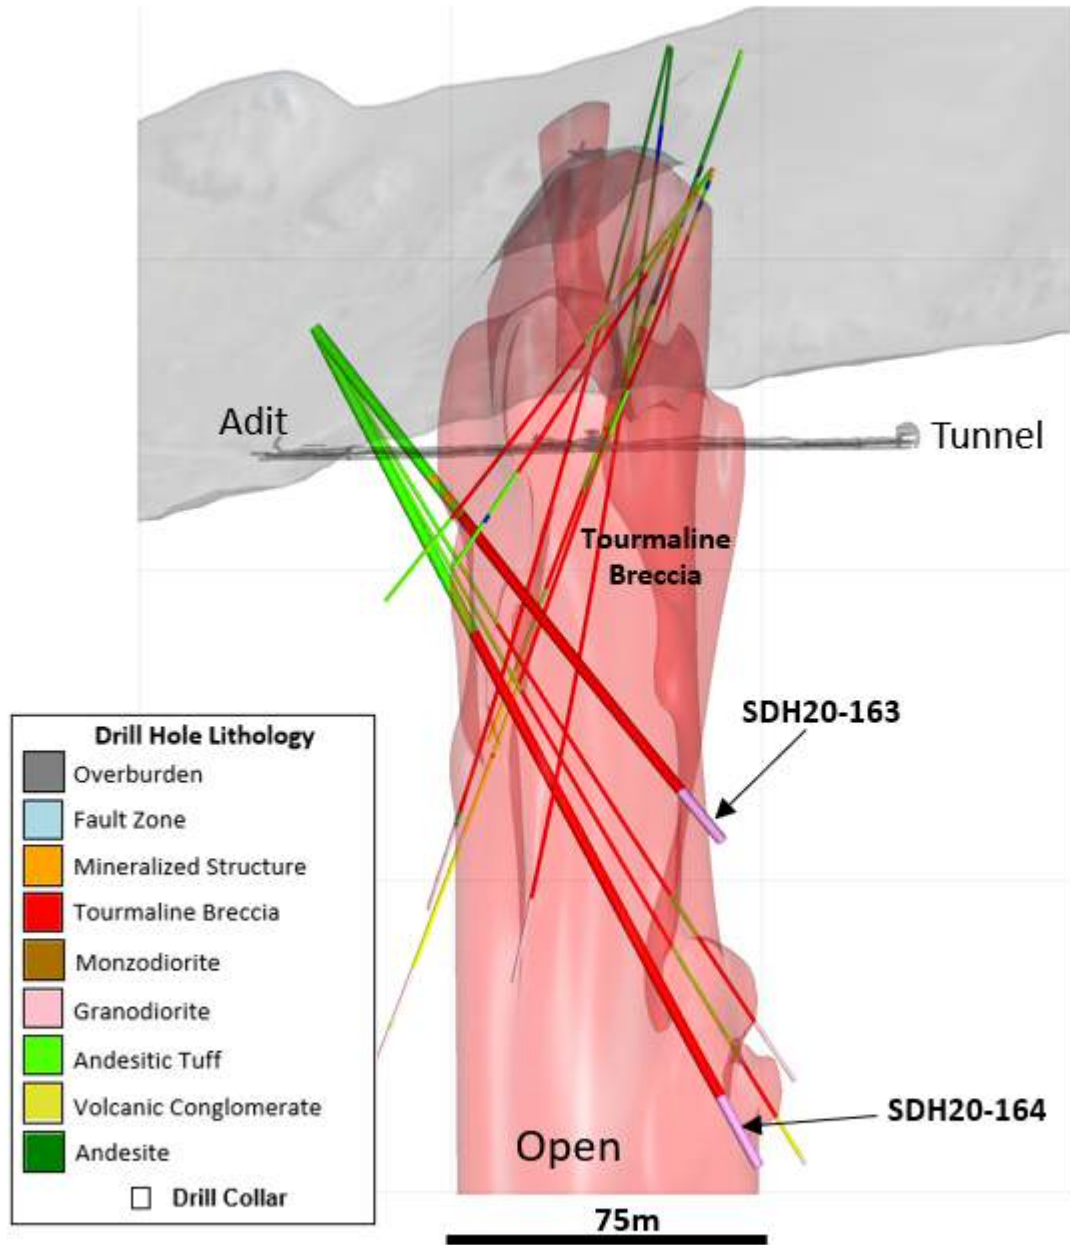 Adit
Tunnel
Tourmaline
Breccia
SDH20-163
Drill Hole Lithology
Overburden
Fault Zone
Mineralized Structure
Tourmaline Breccia
Monzodiorite
Granodiorite
Andesitic Tuff
Volcanic Conglomerate
Andesite
Drill Collar
SDH20-164
Open
75m